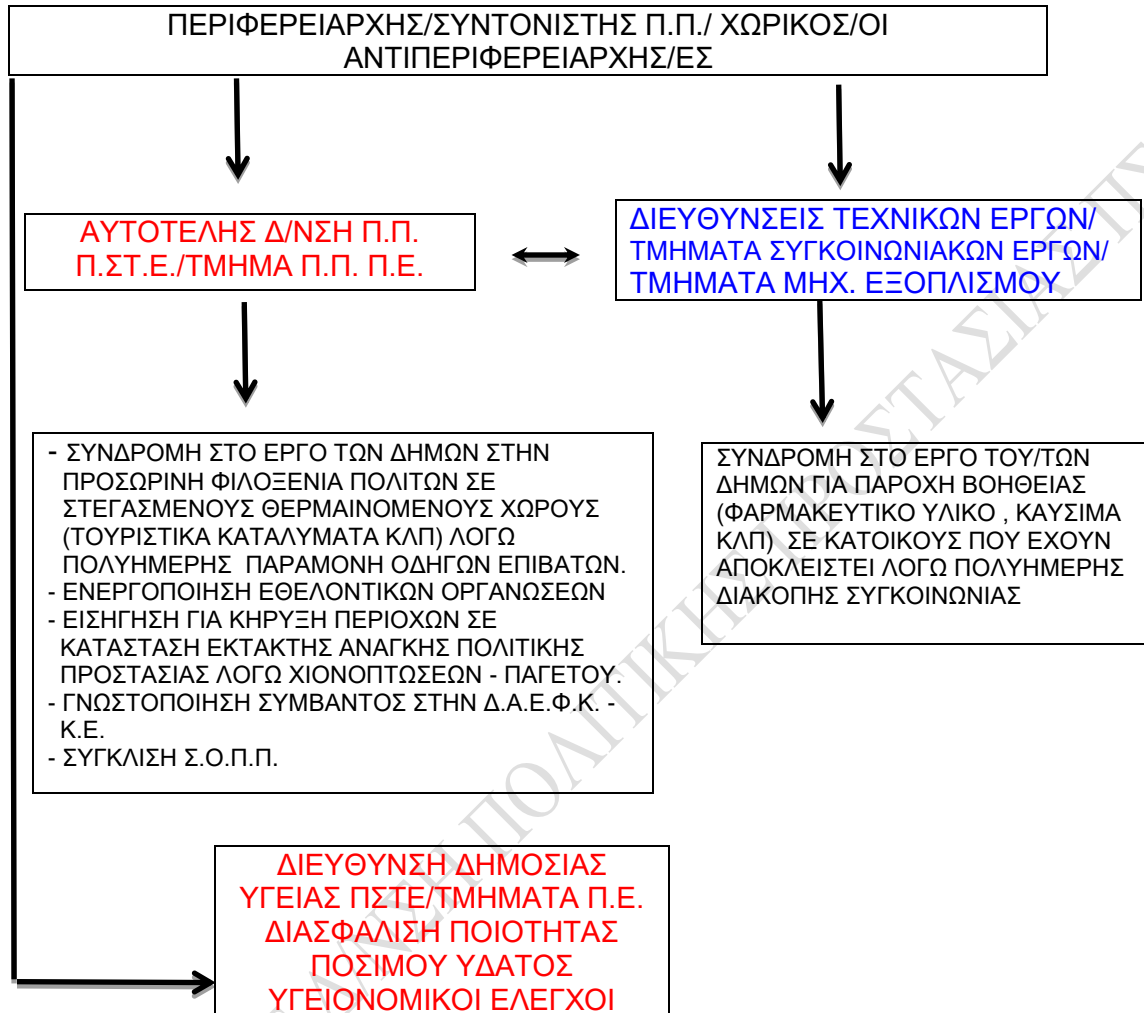 ΠΕΡΙΦΕΡΕΙΑΡΧΗΣ/ΣΥΝΤΟΝΙΣΤΗΣ Π.Π./ ΧΩΡΙΚΟΣ/ΟΙ
ΑΝΤΙΠΕΡΙΦΕΡΕΙΑΡΧΗΣ/ΕΣ
ΑΥΤΟΤΕΛΗΣ Δ/ΝΣΗ Π.Π.
Π.ΣΤ.Ε./ΤΜΗΜΑ Π.Π. Π.Ε.
ΔΙΕΥΘΥΝΣΕΙΣ ΤΕΧΝΙΚΩΝ ΕΡΓΩΝ/
ΤΜΗΜΑΤΑ ΣΥΓΚΟΙΝΩΝΙΑΚΩΝ ΕΡΓΩΝ/
ΤΜΗΜΑΤΑ ΜΗΧ. ΕΞΟΠΛΙΣΜΟΥ
- ΣΥΝΔΡΟΜΗ ΣΤΟ ΕΡΓΟ ΤΩΝ ΔΗΜΩΝ ΣΤΗΝ
ΠΡΟΣΩΡΙΝΗ ΦΙΛΟΞΕΝΙΑ ΠΟΛΙΤΩΝ ΣΕ
ΣΤΕΓΑΣΜΕΝΟΥΣ ΘΕΡΜΑΙΝΟΜΕΝΟΥΣ ΧΩΡΟΥΣ
(ΤΟΥΡΙΣΤΙΚΑ ΚΑΤΑΛΥΜΑΤΑ ΚΛΠ) ΛΟΓΩ
ΠΟΛΥΗΜΕΡΗΣ ΠΑΡΑΜΟΝΗ ΟΔΗΓΩΝ ΕΠΙΒΑΤΩΝ.
- ΕΝΕΡΓΟΠΟΙΗΣΗ ΕΘΕΛΟΝΤΙΚΩΝ ΟΡΓΑΝΩΣΕΩΝ
- ΕΙΣΗΓΗΣΗ ΓΙΑ ΚΗΡΥΞΗ ΠΕΡΙΟΧΩΝ ΣΕ
ΚΑΤΑΣΤΑΣΗ ΕΚΤΑΚΤΗΣ ΑΝΑΓΚΗΣ ΠΟΛΙΤΙΚΗΣ
ΠΡΟΣΤΑΣΙΑΣ ΛΟΓΩ ΧΙΟΝΟΠΤΩΣΕΩΝ - ΠΑΓΕΤΟΥ.
- ΓΝΩΣΤΟΠΟΙΗΣΗ ΣΥΜΒΑΝΤΟΣ ΣΤΗΝ Δ.Α.Ε.Φ.Κ. -
Κ.Ε.
- ΣΥΓΚΛΙΣΗ Σ.Ο.Π.Π.
ΣΥΝΔΡΟΜΗ ΣΤΟ ΕΡΓΟ ΤΟΥ/ΤΩΝ
ΔΗΜΩΝ ΓΙΑ ΠΑΡΟΧΗ ΒΟΗΘΕΙΑΣ
(ΦΑΡΜΑΚΕΥΤΙΚΟ ΥΛΙΚΟ , ΚΑΥΣΙΜΑ
ΚΛΠ) ΣΕ ΚΑΤΟΙΚΟΥΣ ΠΟΥ ΕΧΟΥΝ
ΑΠΟΚΛΕΙΣΤΕΙ ΛΟΓΩ ΠΟΛΥΗΜΕΡΗΣ
ΔΙΑΚΟΠΗΣ ΣΥΓΚΟΙΝΩΝΙΑΣ
ΔΙΕΥΘΥΝΣΗ ΔΗΜΟΣΙΑΣ
ΥΓΕΙΑΣ ΠΣΤΕ/ΤΜΗΜΑΤΑ Π.Ε.
ΔΙΑΣΦΑΛΙΣΗ ΠΟΙΟΤΗΤΑΣ
ΠΟΣΙΜΟΥ ΥΔΑΤΟΣ
ΥΓΕΙΟΝΟΜΙΚΟΙ ΕΛΕΓΧΟΙ
Δ/ΝΣΗ ΠΟΛΙΤΙΚΗΣ ΠΡΟΣΤΑΣΙΑΣ